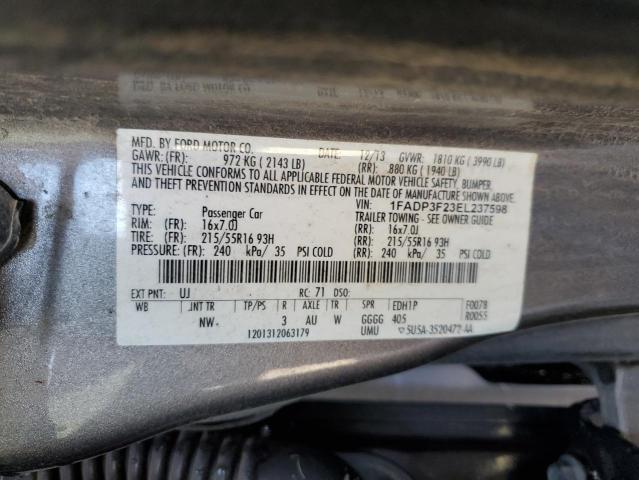 MFD. BY FORD MOTOR CO.
DATE: 12/13 GVWR: 1810 KG ( 3990 LB)
GAWR: (FR): 972 KG ( 2143 LB) (RR): 880 KG ( 1940 LB)
THIS VEHICLE CONFORMS TO ALL APPLICABLE FEDERAL MOTOR VEHICLE SAFETY, BUMPER,
AND THEFT PREVENTION STANDARDS IN EFFECT ON THE DATE OF MANUFACTURE SHOWN ABOVE.
VIN: 1FADP3F23EL237598
TYPE: Passenger Car TRAILER TOWING - SEE OWNER GUIDE
RIM: (FR): 16x7.0J (RR): 16x7.0J
TIRE: (FR): 215/55R16 93H (RR): 215/55R16 93H
PRESSURE: (FR): 240 kPa/ 35 PSI COLD (RR): 240 kPa/ 35 PSI COLD
EXT PNT: UJ RC: 71 DSO:
WB INT TR TP/PS R AXLE TR SPR EDH1P F0078
R0055
NW 3 AU W GGGG 405
1201312063179 UMU 5U5A-3520472-AA